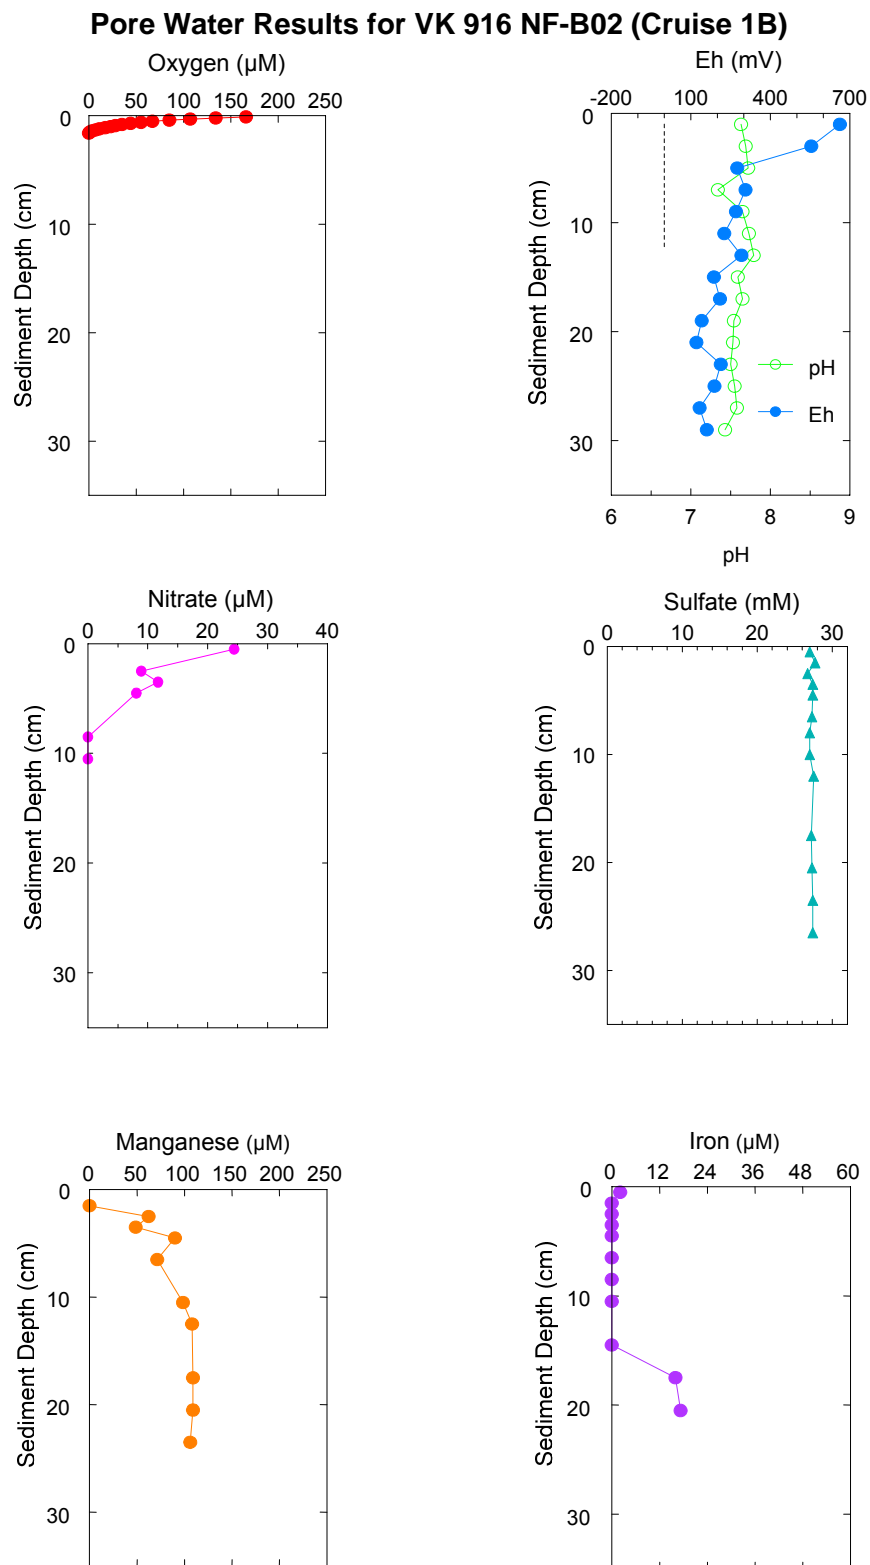 Pore Water Results for VK 916 NF-B02 (Cruise 1B)
Oxygen (µM)
0 50 100 150 200 250
0
10
20
30
Sediment Depth (cm)
Eh (mV)
-200 100 400 700
0
10
20
30
Sediment Depth (cm)
pH
Eh
6 7 8 9
pH
Nitrate (µM)
0 10 20 30 40
0
10
20
30
Sediment Depth (cm)
Sulfate (mM)
0 10 20 30
0
10
20
30
Sediment Depth (cm)
Manganese (µM)
0 50 100 150 200 250
0
10
20
30
Sediment Depth (cm)
Iron (µM)
0 12 24 36 48 60
0
10
20
30
Sediment Depth (cm)